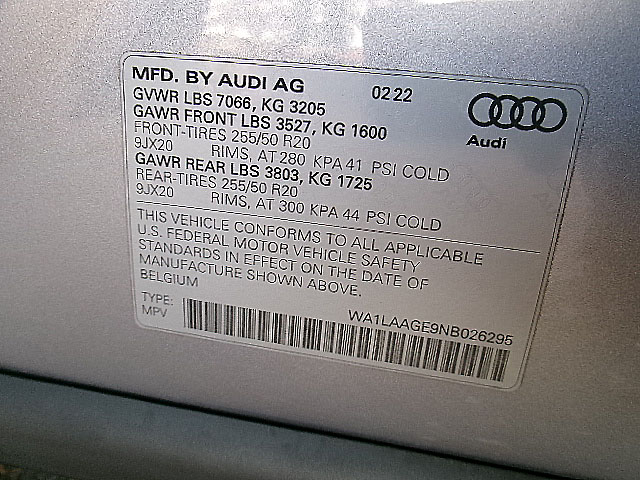 MFD. BY AUDI AG 02 22
GVWR LBS 7066, KG 3205
GAWR FRONT LBS 3527, KG 1600
FRONT-TIRES 255/50 R20
9JX20 RIMS, AT 280 KPA 41 PSI COLD
GAWR REAR LBS 3803, KG 1725
REAR-TIRES 255/50 R20
9JX20 RIMS, AT 300 KPA 44 PSI COLD
Audi
THIS VEHICLE CONFORMS TO ALL APPLICABLE
U.S. FEDERAL MOTOR VEHICLE SAFETY
STANDARDS IN EFFECT ON THE DATE OF
MANUFACTURE SHOWN ABOVE.
BELGIUM
TYPE: WA1LAAGE9NB026295
MPV